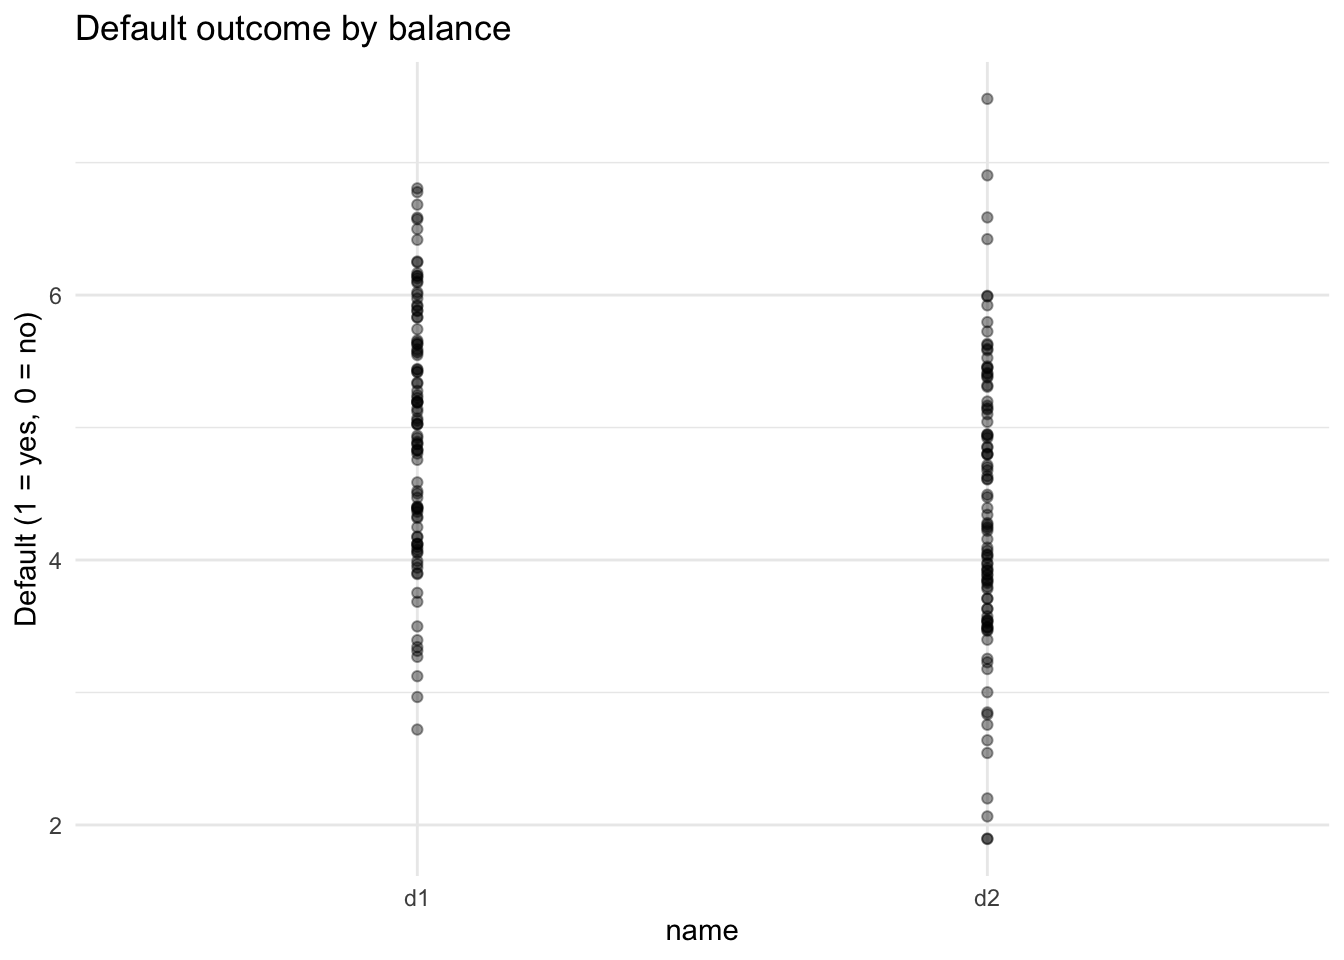 Default outcome by balance
Default (1 = yes, 0 = no)
6
4
2
d1
d2
name